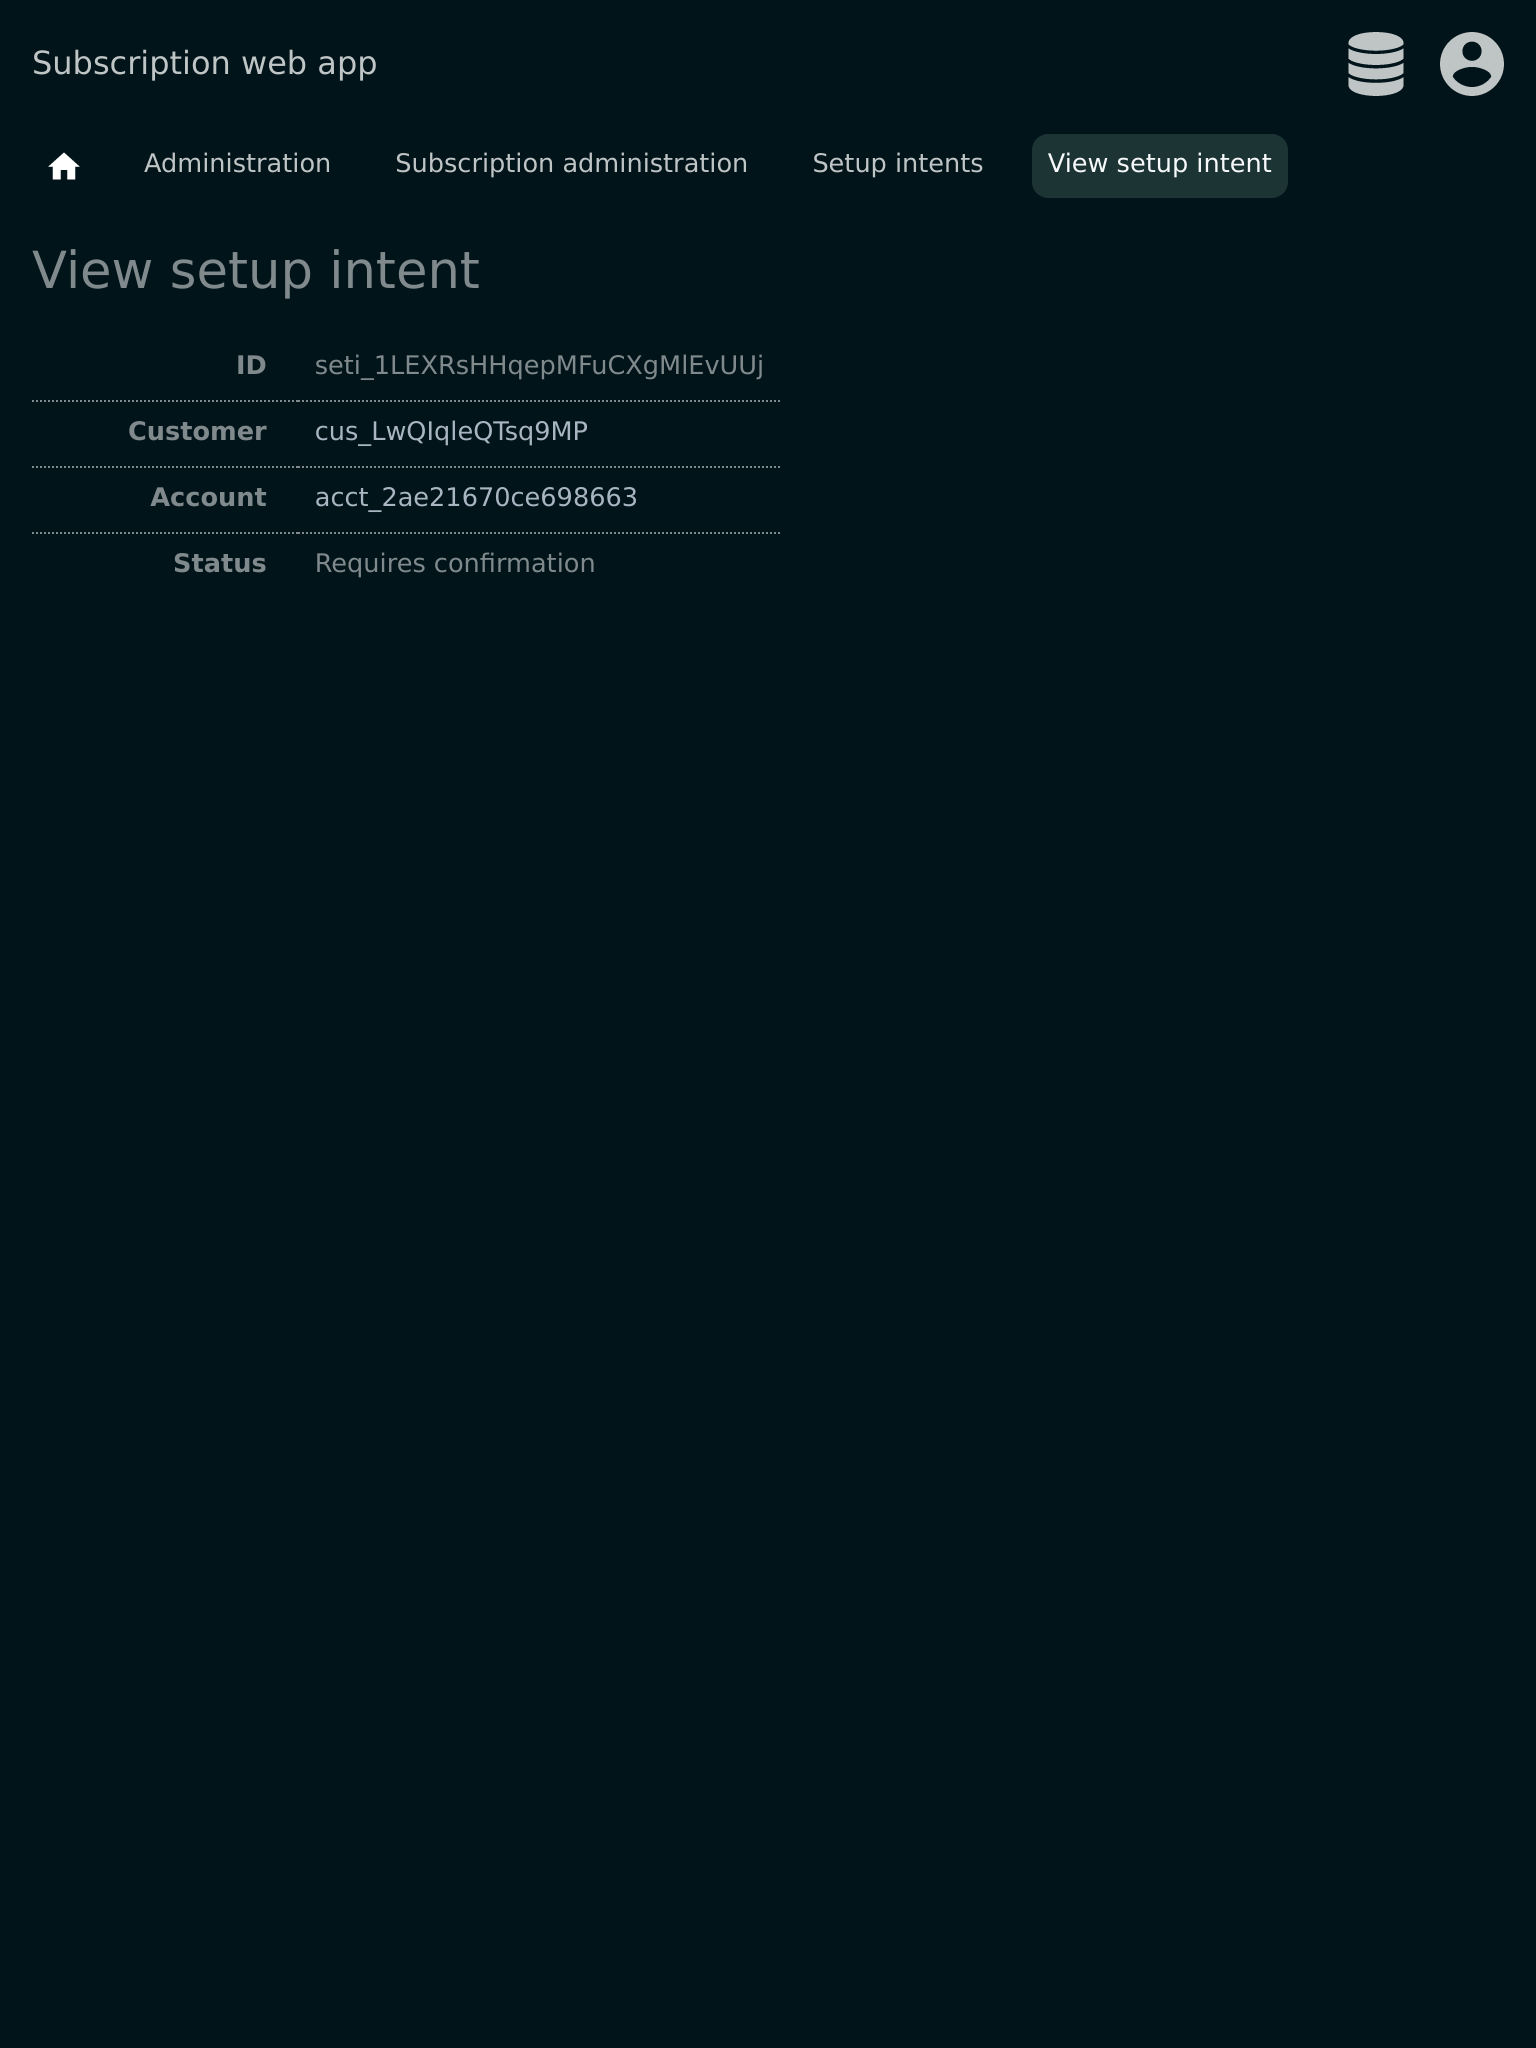 Subscription web app
Administration Subscription administration Setup intents View setup intent
View setup intent
ID seti_1LEXRsHHqepMFuCXgMlEvUUj
Customer cus_LwQIqleQTsq9MP
Account acct_2ae21670ce698663
Status Requires confirmation